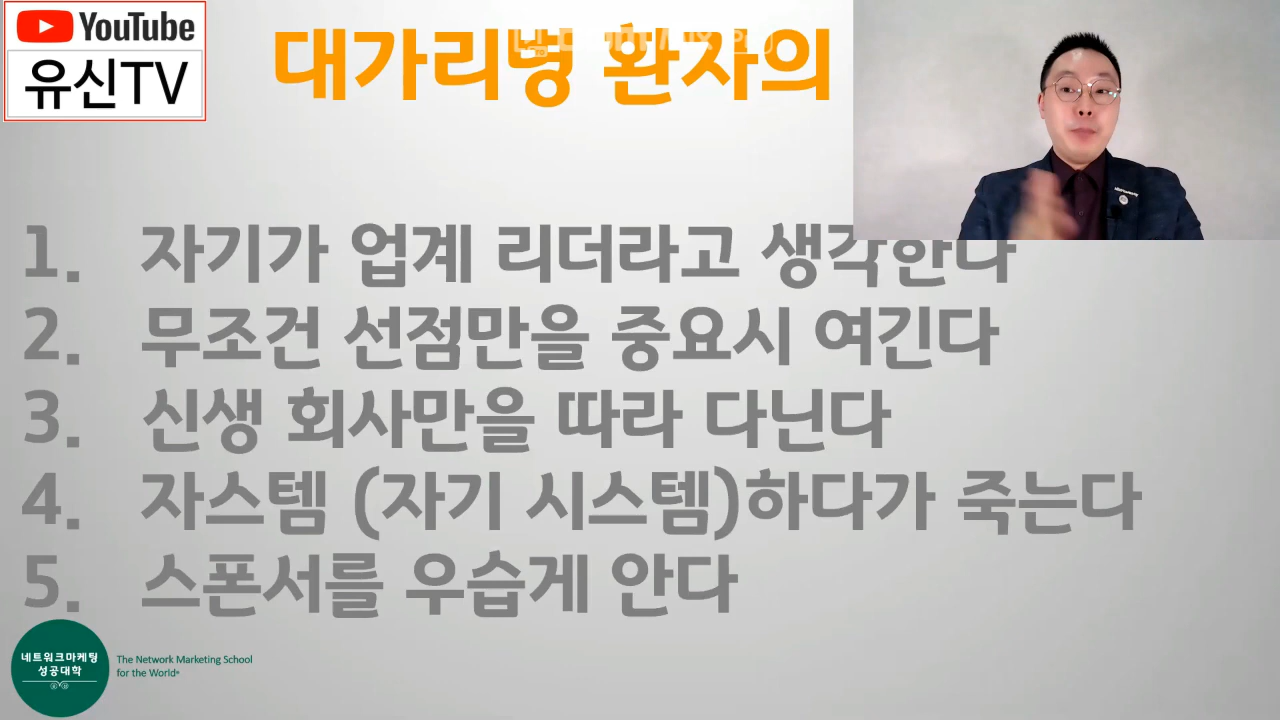 YouTube
유신TV
대가리병 환자의
1. 자기가 업계 리더라고 생각한다
2. 무조건 선점만을 중요시 여긴다
3. 신생 회사만을 따라 다닌다
4. 자스템 (자기 시스템)하다가 죽는다
5. 스폰서를 우습게 안다
네트워크마케팅
성공대학
The Network Marketing School
for the World®